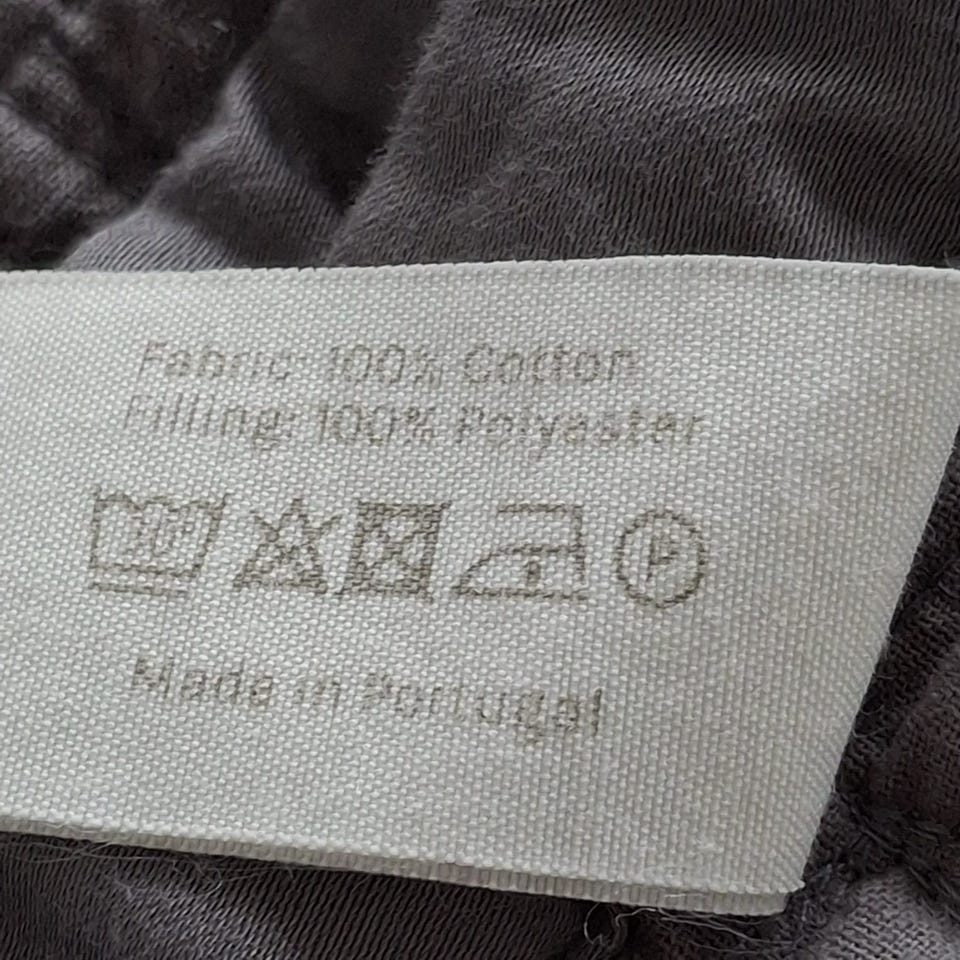 Fabric: 100% Cotton
Filling: 100% Polyester
30°
P
Made in Portugal